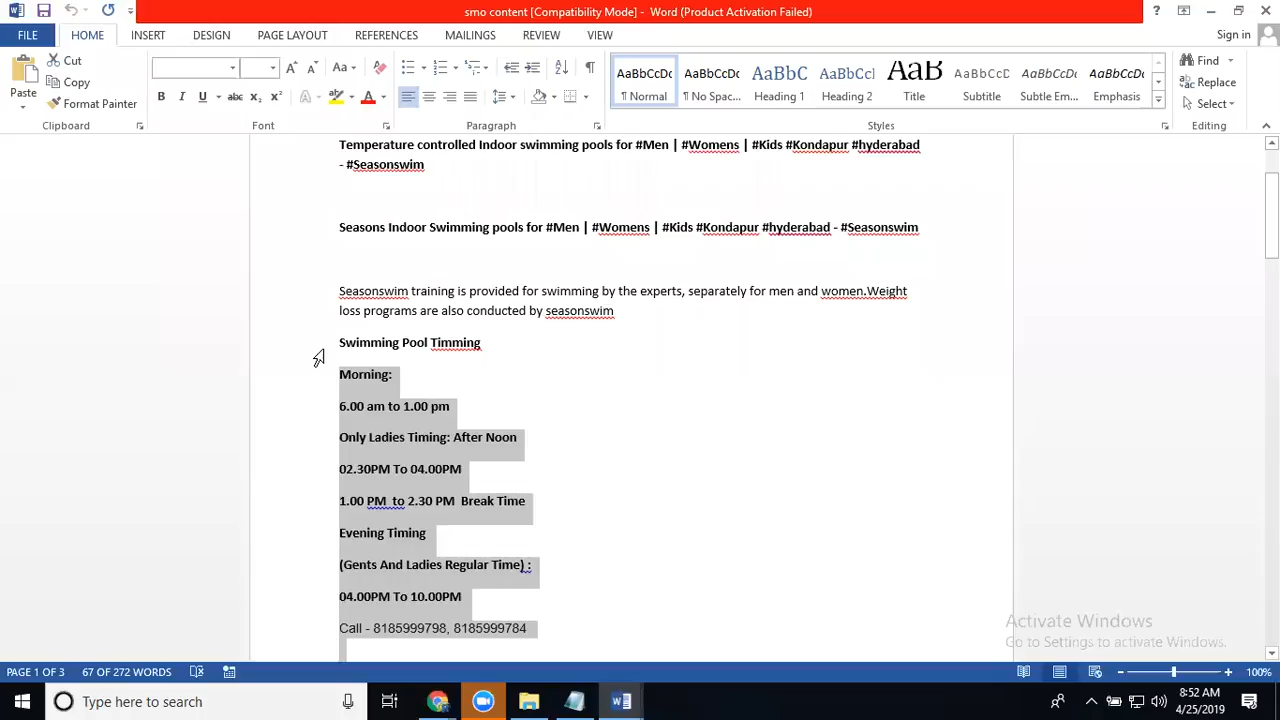 smo content [Compatibility Mode] - Word (Product Activation Failed)
FILE HOME INSERT DESIGN PAGE LAYOUT REFERENCES MAILINGS REVIEW VIEW Sign in
Paste
Cut
Copy
Format Painter
Clipboard
Font
Paragraph
AaBbCcDc AaBbCcDc AaBbC AaBbCcl AaB AaBbCcDc AaBbCcDc AaBbCcDc
¶ Normal ¶ No Spac... Heading 1 Heading 2 Title Subtitle Subtle Em... Emphasis
Styles
Find
Replace
Select
Editing
Temperature controlled Indoor swimming pools for #Men | #Womens | #Kids #Kondapur #hyderabad
- #Seasonswim
Seasons Indoor Swimming pools for #Men | #Womens | #Kids #Kondapur #hyderabad - #Seasonswim
Seasonswim training is provided for swimming by the experts, separately for men and women.Weight
loss programs are also conducted by seasonswim
Swimming Pool Timming
Morning:
6.00 am to 1.00 pm
Only Ladies Timing: After Noon
02.30PM To 04.00PM
1.00 PM to 2.30 PM Break Time
Evening Timing
(Gents And Ladies Regular Time) :
04.00PM To 10.00PM
Call - 8185999798, 8185999784
Activate Windows
Go to Settings to activate Windows.
PAGE 1 OF 3 67 OF 272 WORDS 100%
Type here to search
8:52 AM
4/25/2019